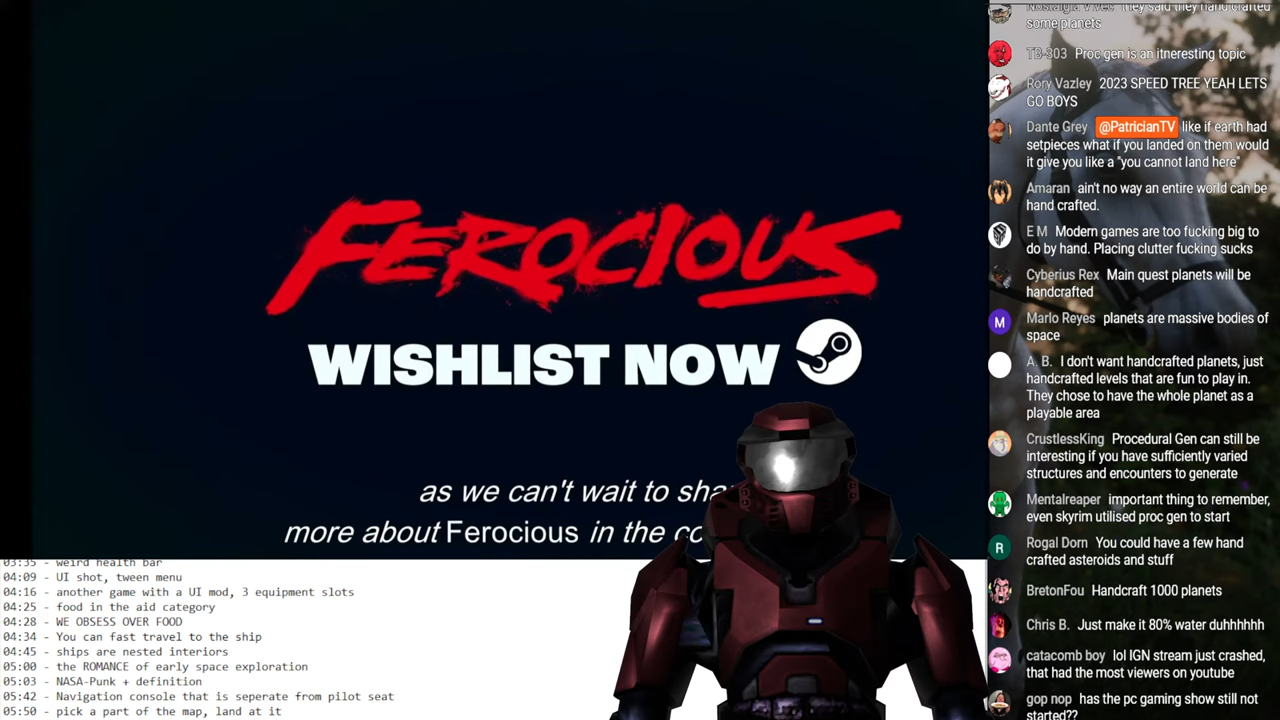 FEROCIOUS
WISHLIST NOW
as we can't wait to sha
more about Ferocious in the co
03:35 - weird health bar
04:09 - UI shot, tween menu
04:16 - another game with a UI mod, 3 equipment slots
04:25 - food in the aid category
04:28 - WE OBSESS OVER FOOD
04:34 - You can fast travel to the ship
04:45 - ships are nested interiors
05:00 - the ROMANCE of early space exploration
05:03 - NASA-Punk + definition
05:42 - Navigation console that is seperate from pilot seat
05:50 - pick a part of the map, land at it
Nostalgia Vivec they said they hand crafted
some planets
TB-303 Proc gen is an itneresting topic
Rory Vazley 2023 SPEED TREE YEAH LETS
GO BOYS
Dante Grey @PatricianTV like if earth had
setpieces what if you landed on them would
it give you like a "you cannot land here"
Amaran ain't no way an entire world can be
hand crafted.
E M Modern games are too fucking big to
do by hand. Placing clutter fucking sucks
Cyberius Rex Main quest planets will be
handcrafted
M
Marlo Reyes planets are massive bodies of
space
A. B. I don't want handcrafted planets, just
handcrafted levels that are fun to play in.
They chose to have the whole planet as a
playable area
CrustlessKing Procedural Gen can still be
interesting if you have sufficiently varied
structures and encounters to generate
Mentalreaper important thing to remember,
even skyrim utilised proc gen to start
R
Rogal Dorn You could have a few hand
crafted asteroids and stuff
BretonFou Handcraft 1000 planets
Chris B. Just make it 80% water duhhhhhh
catacomb boy lol IGN stream just crashed,
that had the most viewers on youtube
gop nop has the pc gaming show still not
started??